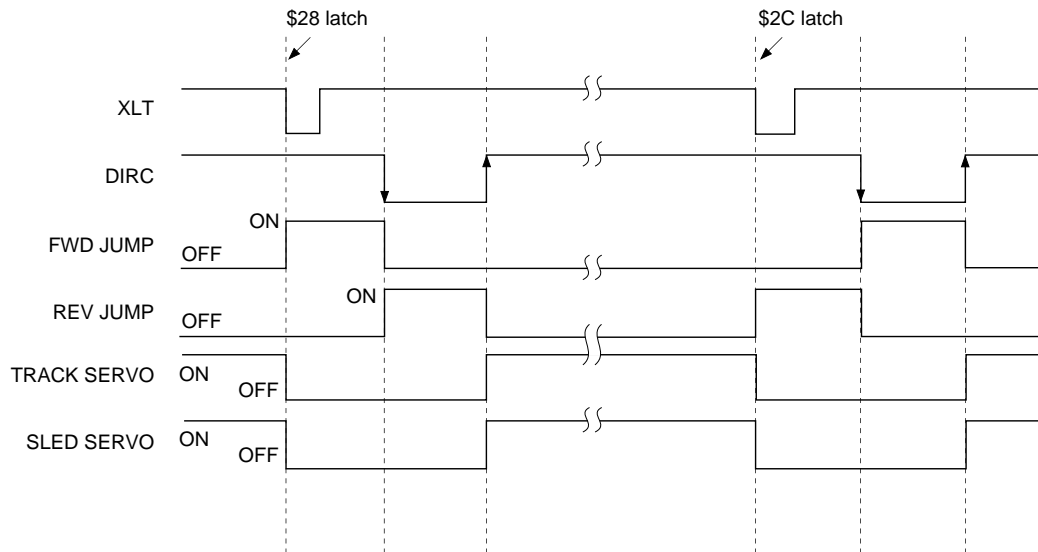 $28 latch
$2C latch
XLT
DIRC
ON
FWD JUMP
OFF
ON
REV JUMP
OFF
TRACK SERVO
ON
OFF
SLED SERVO
ON
OFF